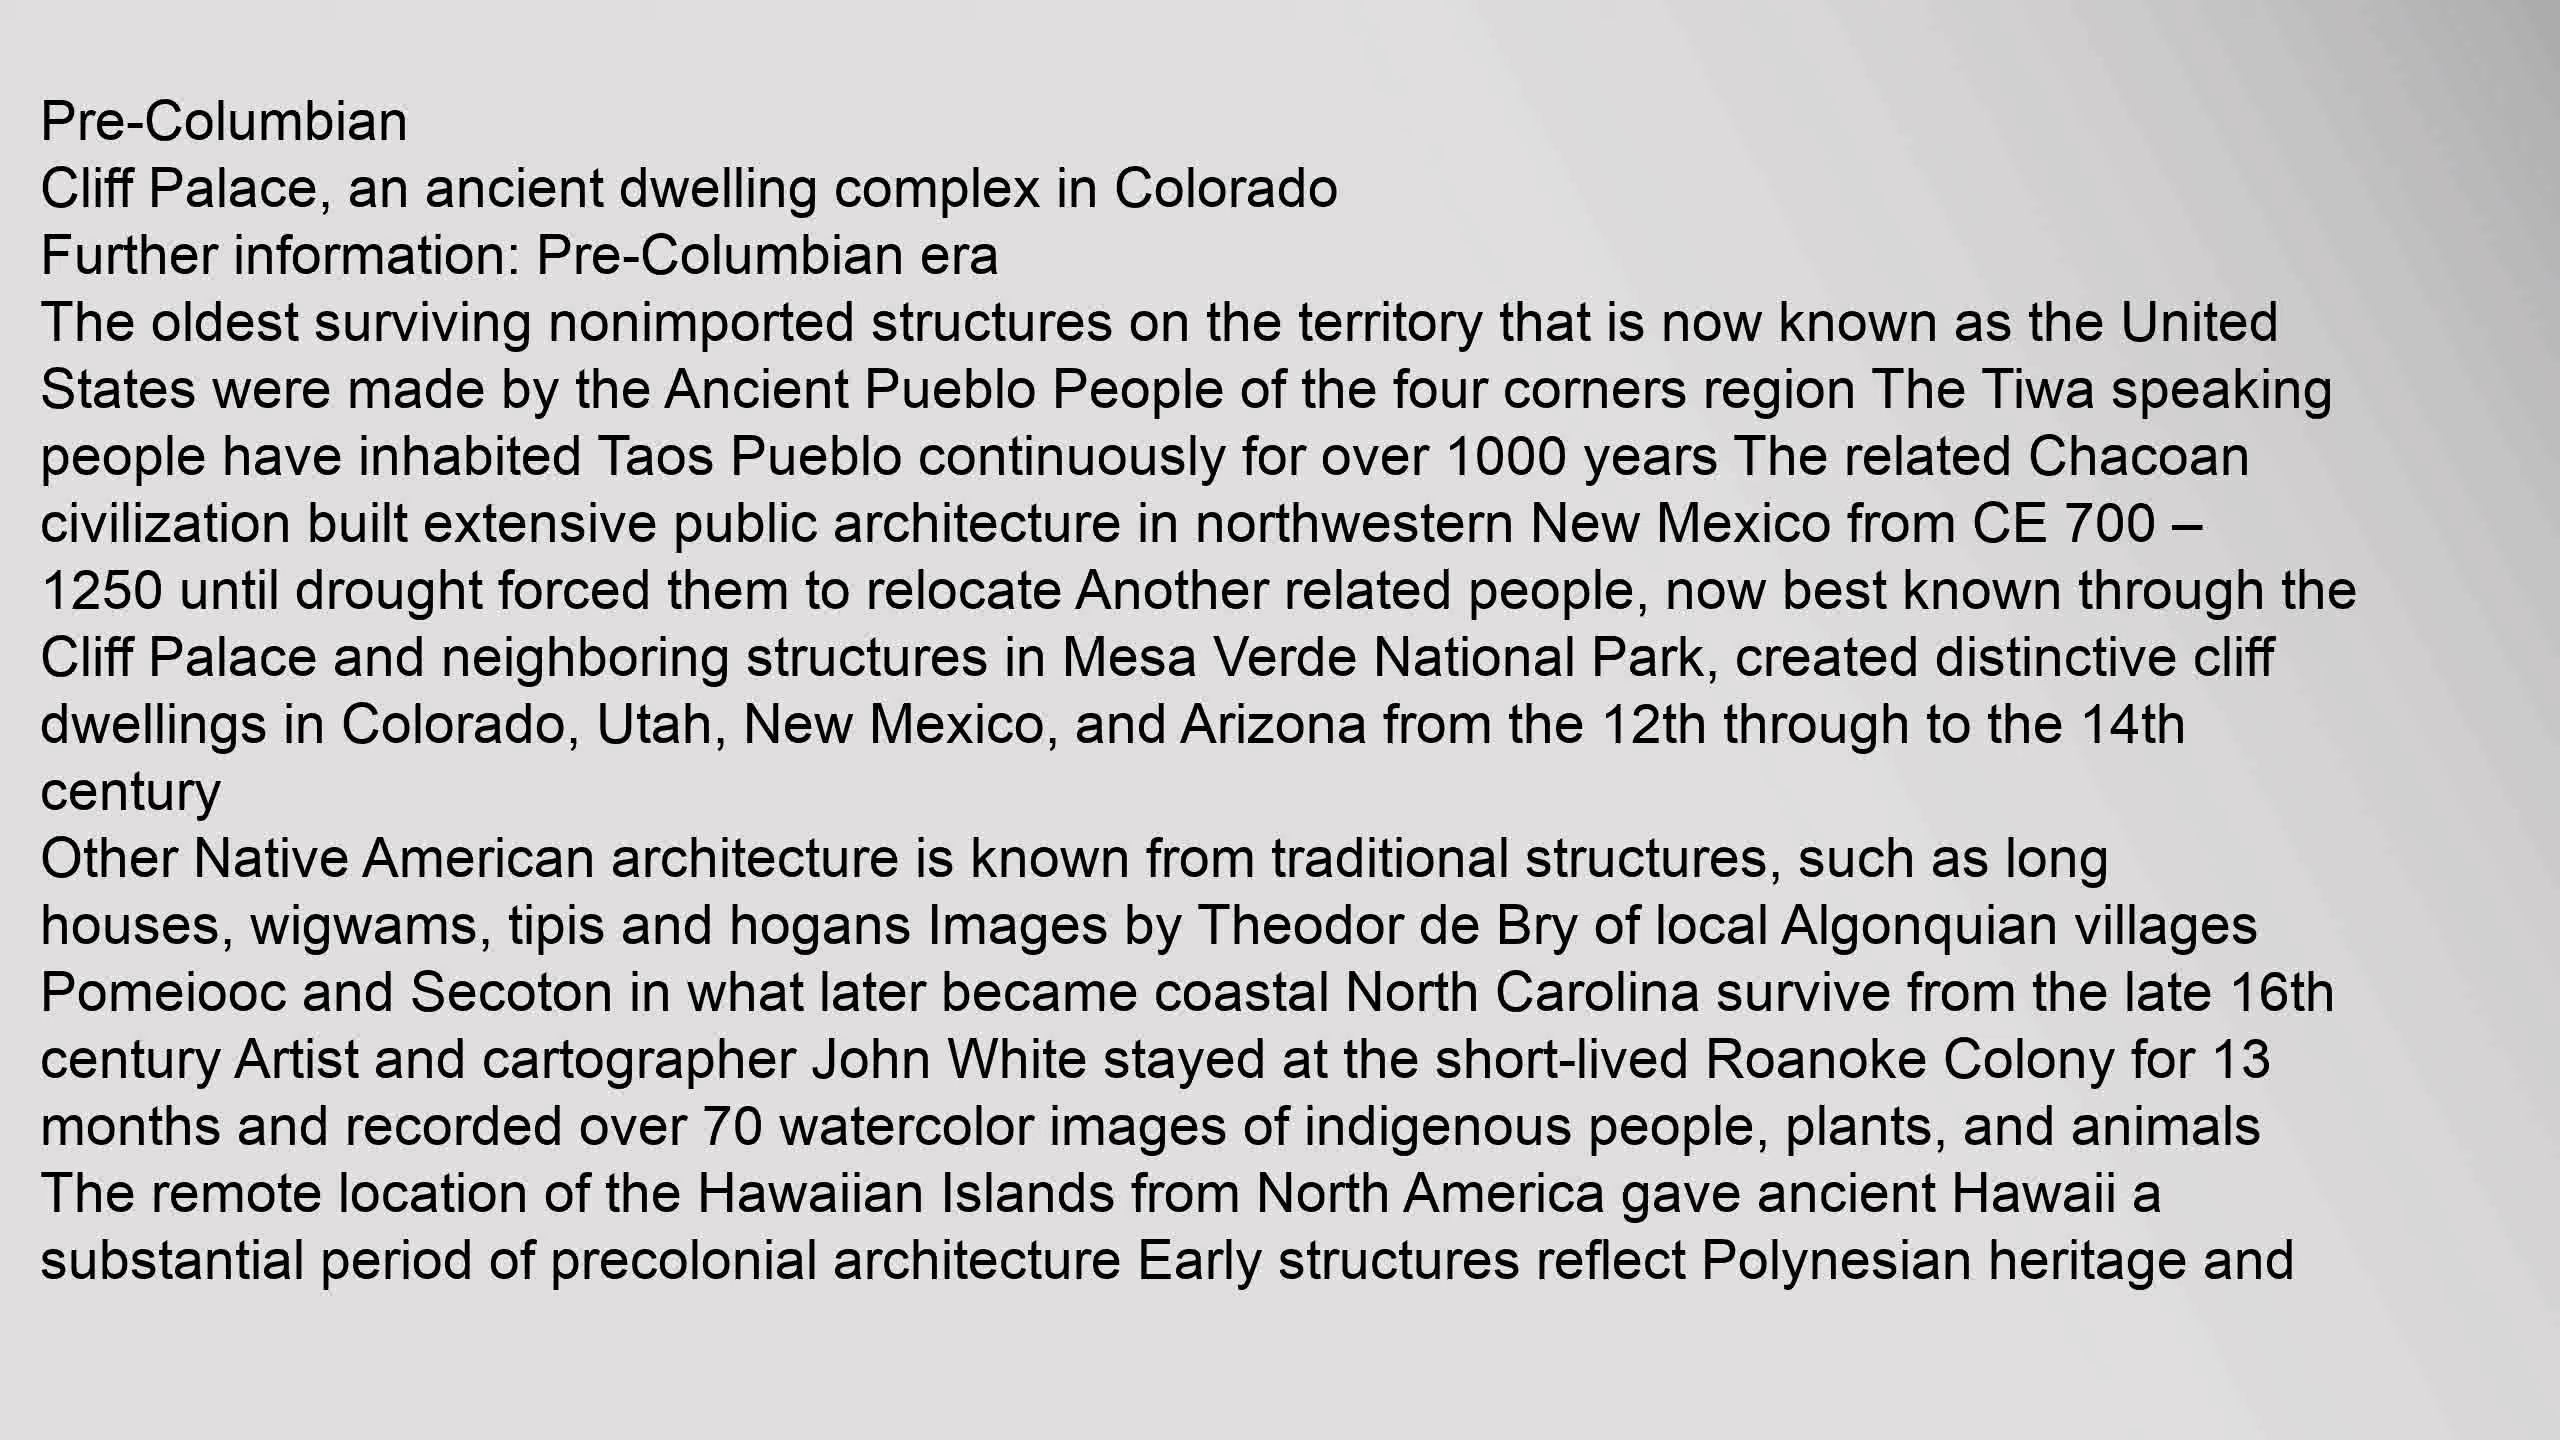 Pre-Columbian
Cliff Palace, an ancient dwelling complex in Colorado
Further information: Pre-Columbian era
The oldest surviving nonimported structures on the territory that is now known as the United
States were made by the Ancient Pueblo People of the four corners region The Tiwa speaking
people have inhabited Taos Pueblo continuously for over 1000 years The related Chacoan
civilization built extensive public architecture in northwestern New Mexico from CE 700 –
1250 until drought forced them to relocate Another related people, now best known through the
Cliff Palace and neighboring structures in Mesa Verde National Park, created distinctive cliff
dwellings in Colorado, Utah, New Mexico, and Arizona from the 12th through to the 14th
century
Other Native American architecture is known from traditional structures, such as long
houses, wigwams, tipis and hogans Images by Theodor de Bry of local Algonquian villages
Pomeiooc and Secoton in what later became coastal North Carolina survive from the late 16th
century Artist and cartographer John White stayed at the short-lived Roanoke Colony for 13
months and recorded over 70 watercolor images of indigenous people, plants, and animals
The remote location of the Hawaiian Islands from North America gave ancient Hawaii a
substantial period of precolonial architecture Early structures reflect Polynesian heritage and